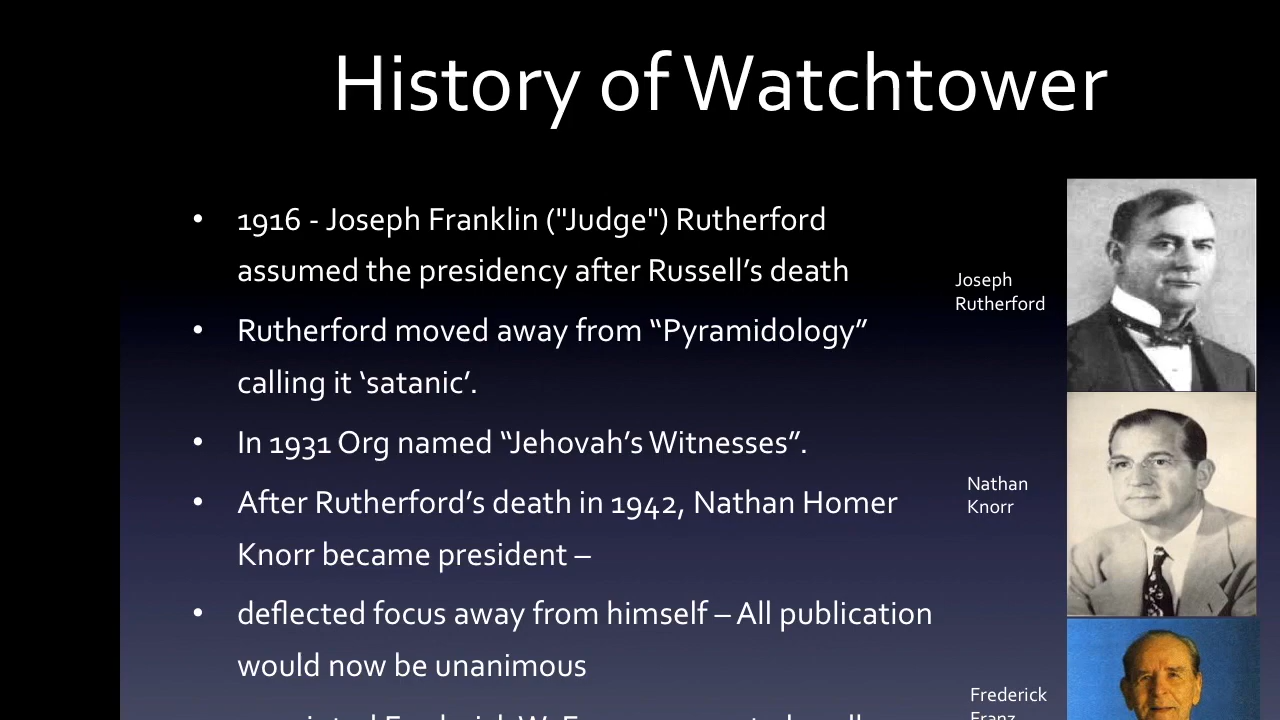 History of Watchtower
• 1916 - Joseph Franklin ("Judge") Rutherford
assumed the presidency after Russell’s death
• Rutherford moved away from “Pyramidology”
calling it ‘satanic’.
• In 1931 Org named “Jehovah’s Witnesses”.
• After Rutherford’s death in 1942, Nathan Homer
Knorr became president –
• deflected focus away from himself – All publication
would now be unanimous
Joseph
Rutherford
Nathan
Knorr
Frederick
Franz